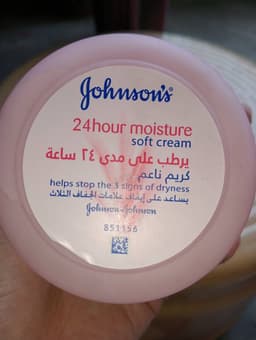 Johnson's
24hour moisture
soft cream
يرطب على مدى ٢٤ ساعة
كريم ناعم
helps stop the 3 signs of dryness
يساعد على إيقاف علامات الجفاف الثلاث
Johnson & Johnson
851156